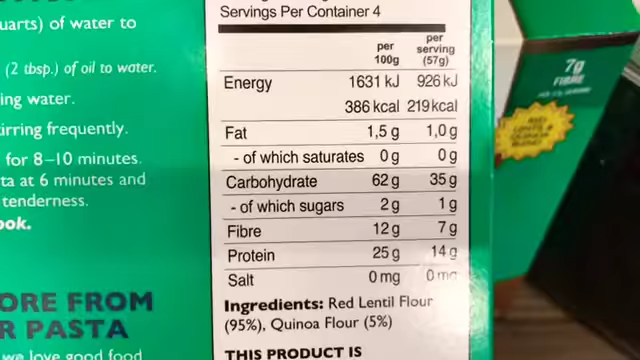 uarts) of water to
(2 tbsp.) of oil to water.
ing water.
irring frequently.
for 8–10 minutes.
ta at 6 minutes and
tenderness.
ook.
ORE FROM
R PASTA
we love good food
Servings Per Container 4
per 100g per serving (57g)
Energy 1631 kJ 926 kJ
386 kcal 219 kcal
Fat 1,5 g 1,0 g
- of which saturates 0 g 0 g
Carbohydrate 62 g 35 g
- of which sugars 2 g 1 g
Fibre 12 g 7 g
Protein 25 g 14 g
Salt 0 mg 0 mg
Ingredients: Red Lentil Flour
(95%), Quinoa Flour (5%)
THIS PRODUCT IS
7g
FIBRE